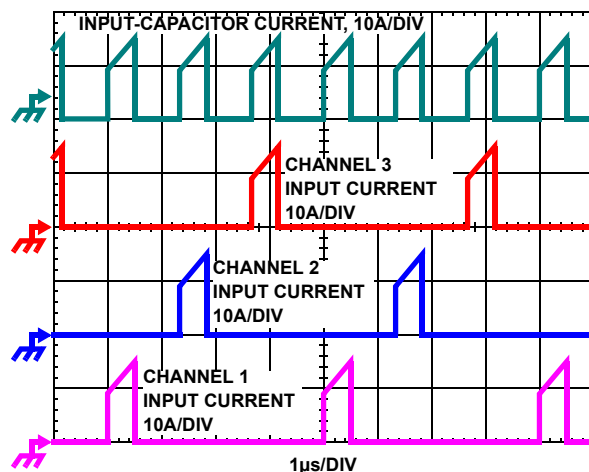 INPUT-CAPACITOR CURRENT, 10A/DIV
CHANNEL 3
INPUT CURRENT
10A/DIV
CHANNEL 2
INPUT CURRENT
10A/DIV
CHANNEL 1
INPUT CURRENT
10A/DIV
1µs/DIV